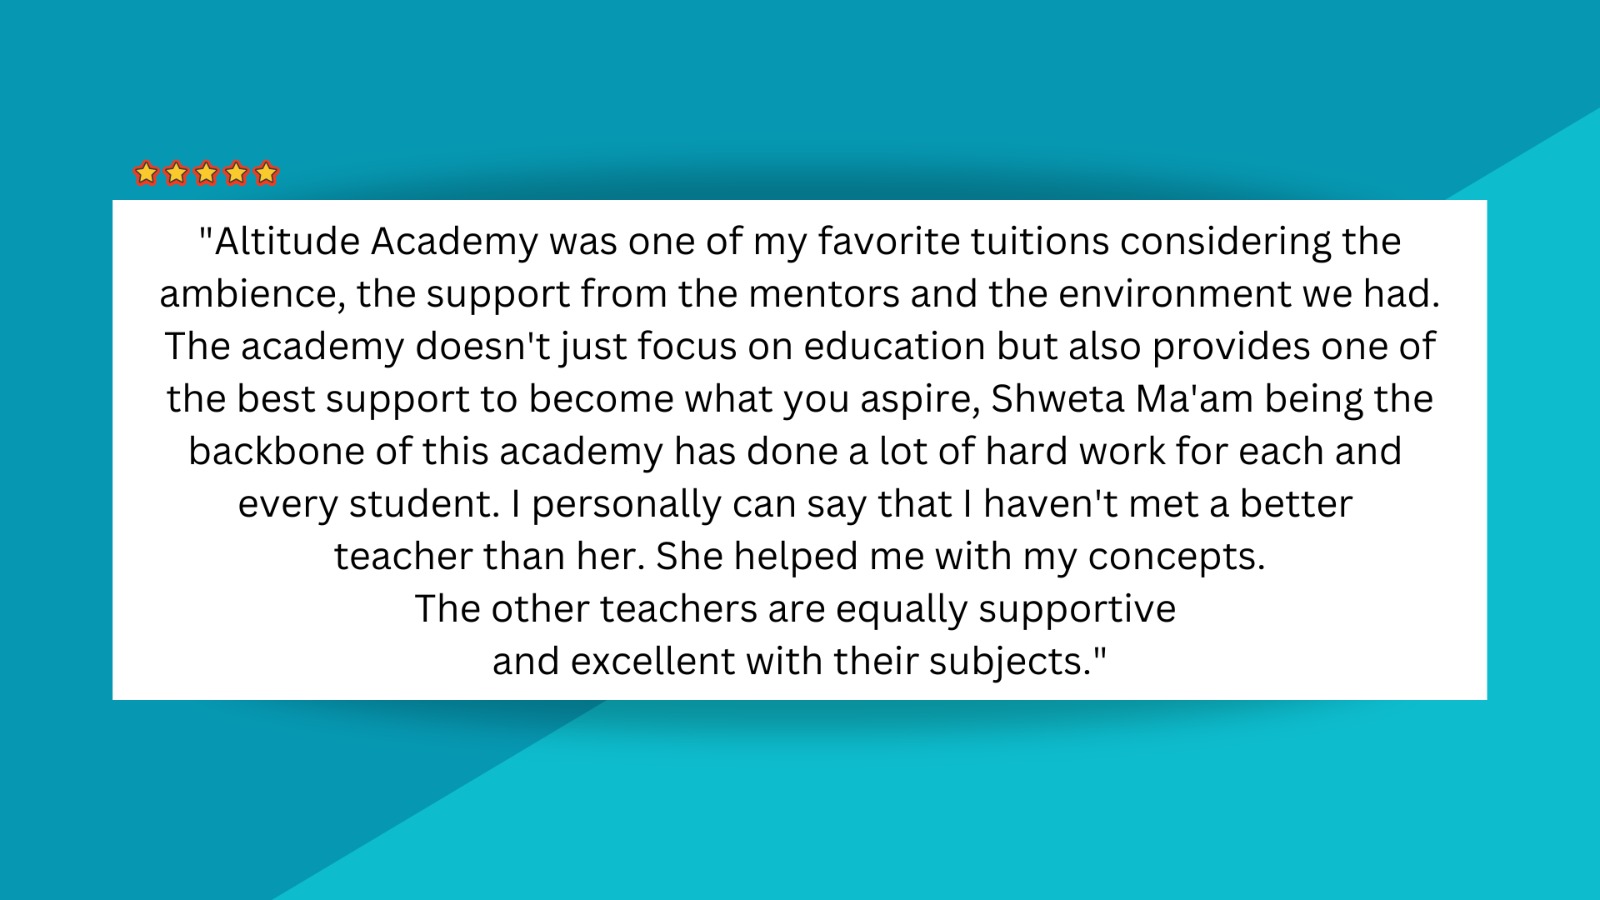 "Altitude Academy was one of my favorite tuitions considering the
ambience, the support from the mentors and the environment we had.
The academy doesn't just focus on education but also provides one of
the best support to become what you aspire, Shweta Ma'am being the
backbone of this academy has done a lot of hard work for each and
every student. I personally can say that I haven't met a better
teacher than her. She helped me with my concepts.
The other teachers are equally supportive
and excellent with their subjects."